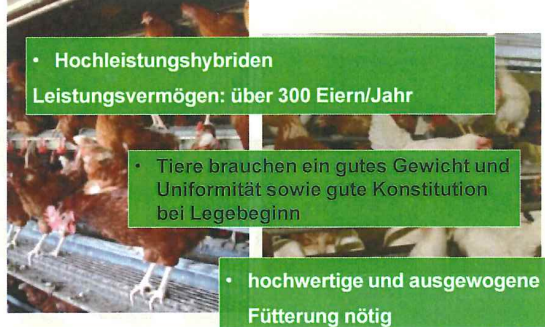 • Hochleistungshybriden
Leistungsvermögen: über 300 Eiern/Jahr
• Tiere brauchen ein gutes Gewicht und
Uniformität sowie gute Konstitution
bei Legebeginn
• hochwertige und ausgewogene
Fütterung nötig